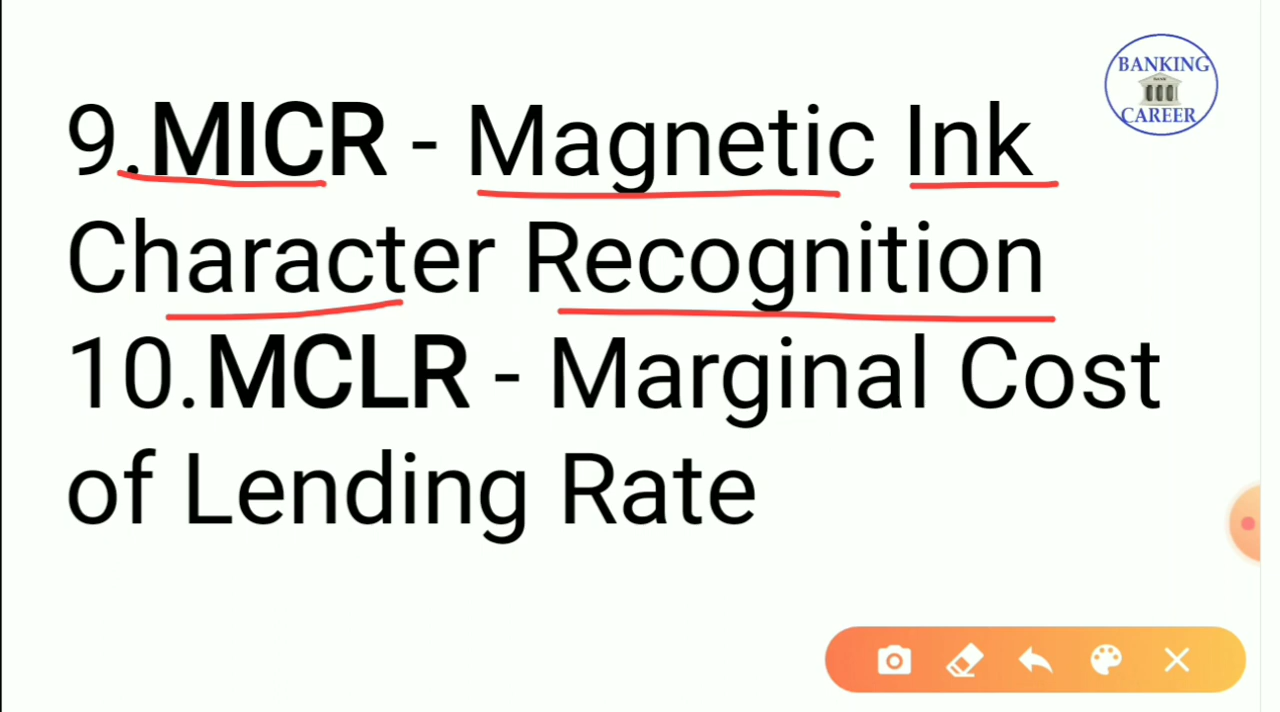 BANKING
CAREER
9.MICR - Magnetic Ink
Character Recognition
10.MCLR - Marginal Cost
of Lending Rate